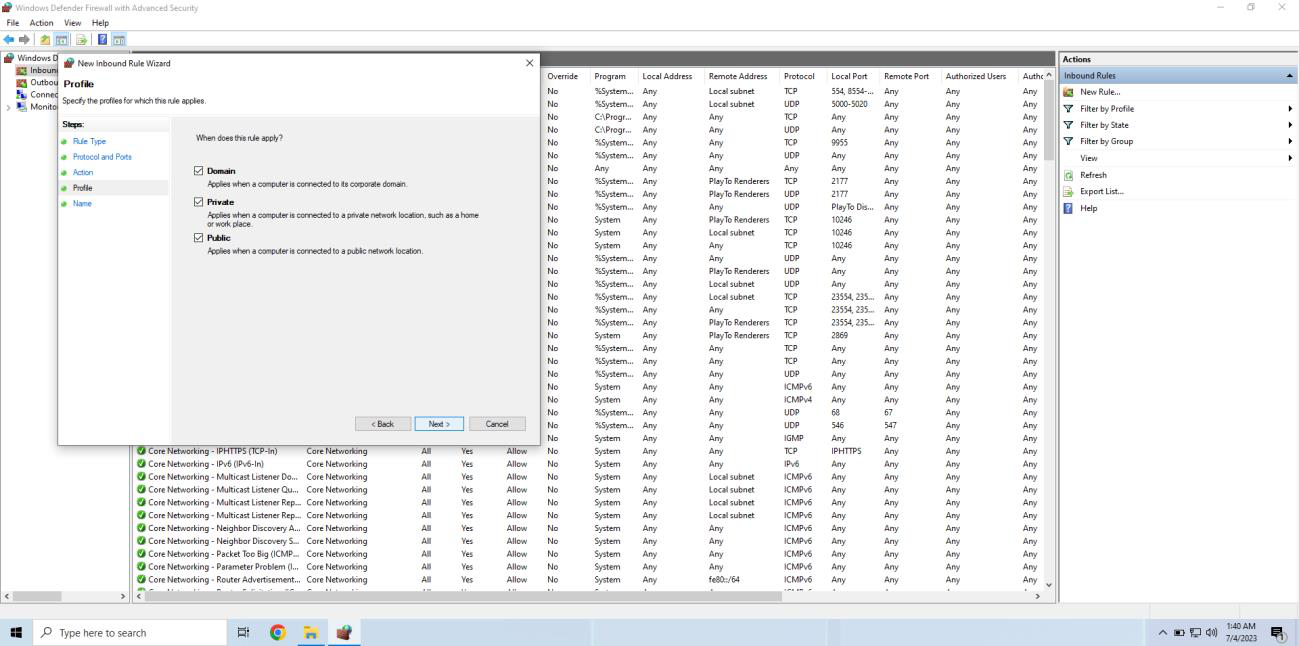 Windows Defender Firewall with Advanced Security
File Action View Help
Windows D
Inboun
Outbou
Connec
Monito
New Inbound Rule Wizard
Profile
Specify the profiles for which this rule applies.
Steps:
Rule Type
Protocol and Ports
Action
Profile
Name
When does this rule apply?
Domain
Applies when a computer is connected to its corporate domain.
Private
Applies when a computer is connected to a private network location, such as a home
or work place.
Public
Applies when a computer is connected to a public network location.
< Back Next > Cancel
Override Program Local Address Remote Address Protocol Local Port Remote Port Authorized Users Autho
No %System... Any Local subnet TCP 554, 8554-... Any Any Any
No %System... Any Local subnet UDP 5000-5020 Any Any Any
No C:\Progr... Any Any TCP Any Any Any Any
No C:\Progr... Any Any UDP Any Any Any Any
No %System... Any Any TCP 9955 Any Any Any
No %System... Any Any UDP Any Any Any Any
No Any Any Any Any Any Any Any Any
No %System... Any PlayTo Renderers TCP 2177 Any Any Any
No %System... Any PlayTo Renderers UDP 2177 Any Any Any
No %System... Any Any UDP PlayTo Dis... Any Any Any
No System Any PlayTo Renderers TCP 10246 Any Any Any
No System Any Local subnet TCP 10246 Any Any Any
No System Any Any TCP 10246 Any Any Any
No %System... Any Any UDP Any Any Any Any
No %System... Any PlayTo Renderers UDP Any Any Any Any
No %System... Any Local subnet UDP Any Any Any Any
No %System... Any Local subnet TCP 23554, 235... Any Any Any
No %System... Any Any TCP 23554, 235... Any Any Any
No %System... Any PlayTo Renderers TCP 23554, 235... Any Any Any
No System Any PlayTo Renderers TCP 2869 Any Any Any
No %System... Any Any TCP Any Any Any Any
No %System... Any Any TCP Any Any Any Any
No %System... Any Any UDP Any Any Any Any
No System Any Any ICMPv6 Any Any Any Any
No System Any Any ICMPv4 Any Any Any Any
No %System... Any Any UDP 68 67 Any Any
No %System... Any Any UDP 546 547 Any Any
No System Any Any IGMP Any Any Any Any
Core Networking - IPHTTPS (TCP-In) Core Networking All Yes Allow No System Any Any TCP IPHTTPS Any Any Any
Core Networking - IPv6 (IPv6-In) Core Networking All Yes Allow No System Any Any IPv6 Any Any Any Any
Core Networking - Multicast Listener Do... Core Networking All Yes Allow No System Any Local subnet ICMPv6 Any Any Any Any
Core Networking - Multicast Listener Qu... Core Networking All Yes Allow No System Any Local subnet ICMPv6 Any Any Any Any
Core Networking - Multicast Listener Rep... Core Networking All Yes Allow No System Any Local subnet ICMPv6 Any Any Any Any
Core Networking - Multicast Listener Rep... Core Networking All Yes Allow No System Any Local subnet ICMPv6 Any Any Any Any
Core Networking - Neighbor Discovery A... Core Networking All Yes Allow No System Any Any ICMPv6 Any Any Any Any
Core Networking - Neighbor Discovery S... Core Networking All Yes Allow No System Any Any ICMPv6 Any Any Any Any
Core Networking - Packet Too Big (ICMP... Core Networking All Yes Allow No System Any Any ICMPv6 Any Any Any Any
Core Networking - Parameter Problem (I... Core Networking All Yes Allow No System Any Any ICMPv6 Any Any Any Any
Core Networking - Router Advertisement... Core Networking All Yes Allow No System Any fe80::/64 ICMPv6 Any Any Any Any
Actions
Inbound Rules
New Rule...
Filter by Profile
Filter by State
Filter by Group
View
Refresh
Export List...
Help
Type here to search
1:40 AM
7/4/2023
1